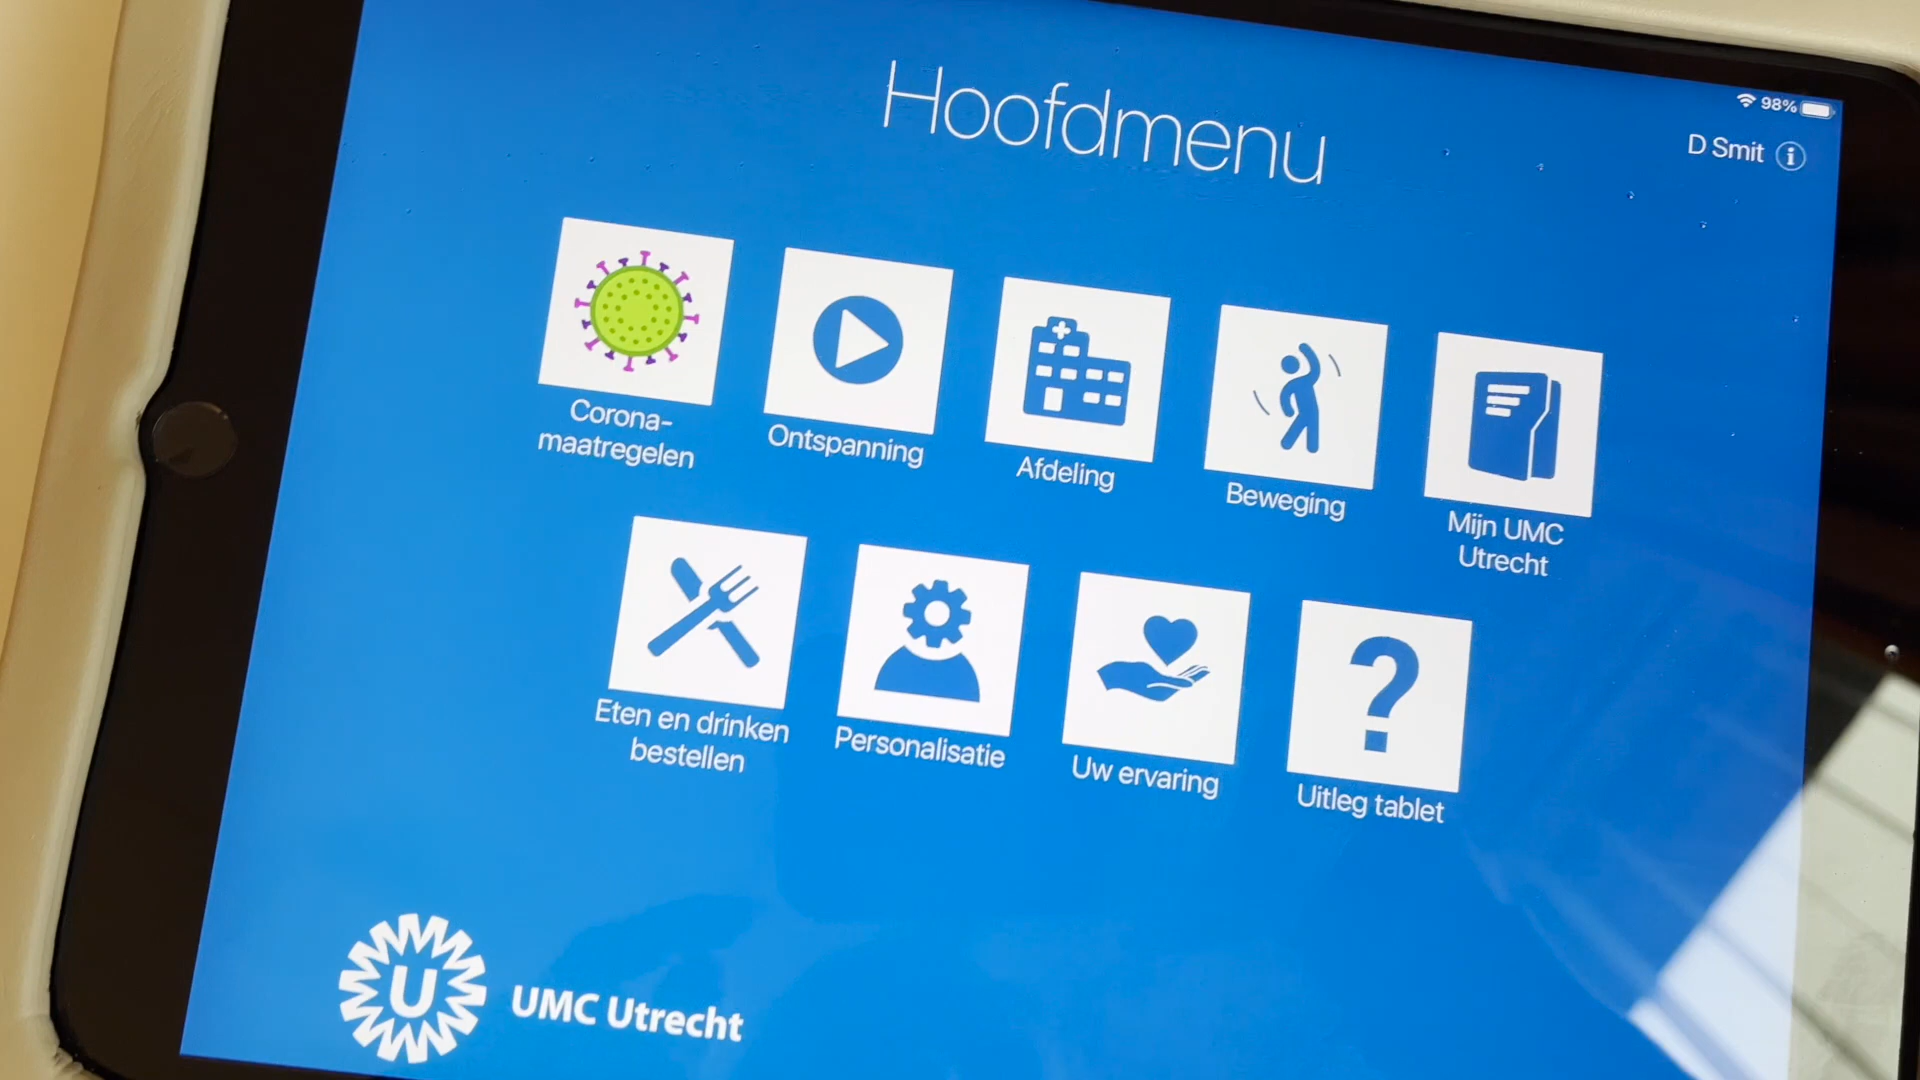 98%
D Smit
Hoofdmenu
Corona-
maatregelen
Ontspanning
Afdeling
Beweging
Mijn UMC
Utrecht
Eten en drinken
bestellen
Personalisatie
Uw ervaring
Uitleg tablet
U
UMC Utrecht